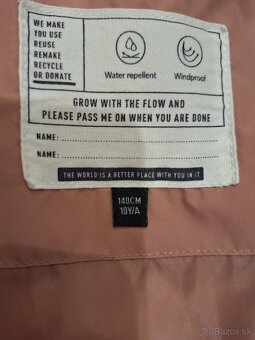 WE MAKE
YOU USE
REUSE
REMAKE
RECYCLE
OR DONATE
Water repellent
Windproof
GROW WITH THE FLOW AND
PLEASE PASS ME ON WHEN YOU ARE DONE
NAME:
NAME:
THE WORLD IS A BETTER PLACE WITH YOU IN IT
140CM
10Y/A
bazos.sk